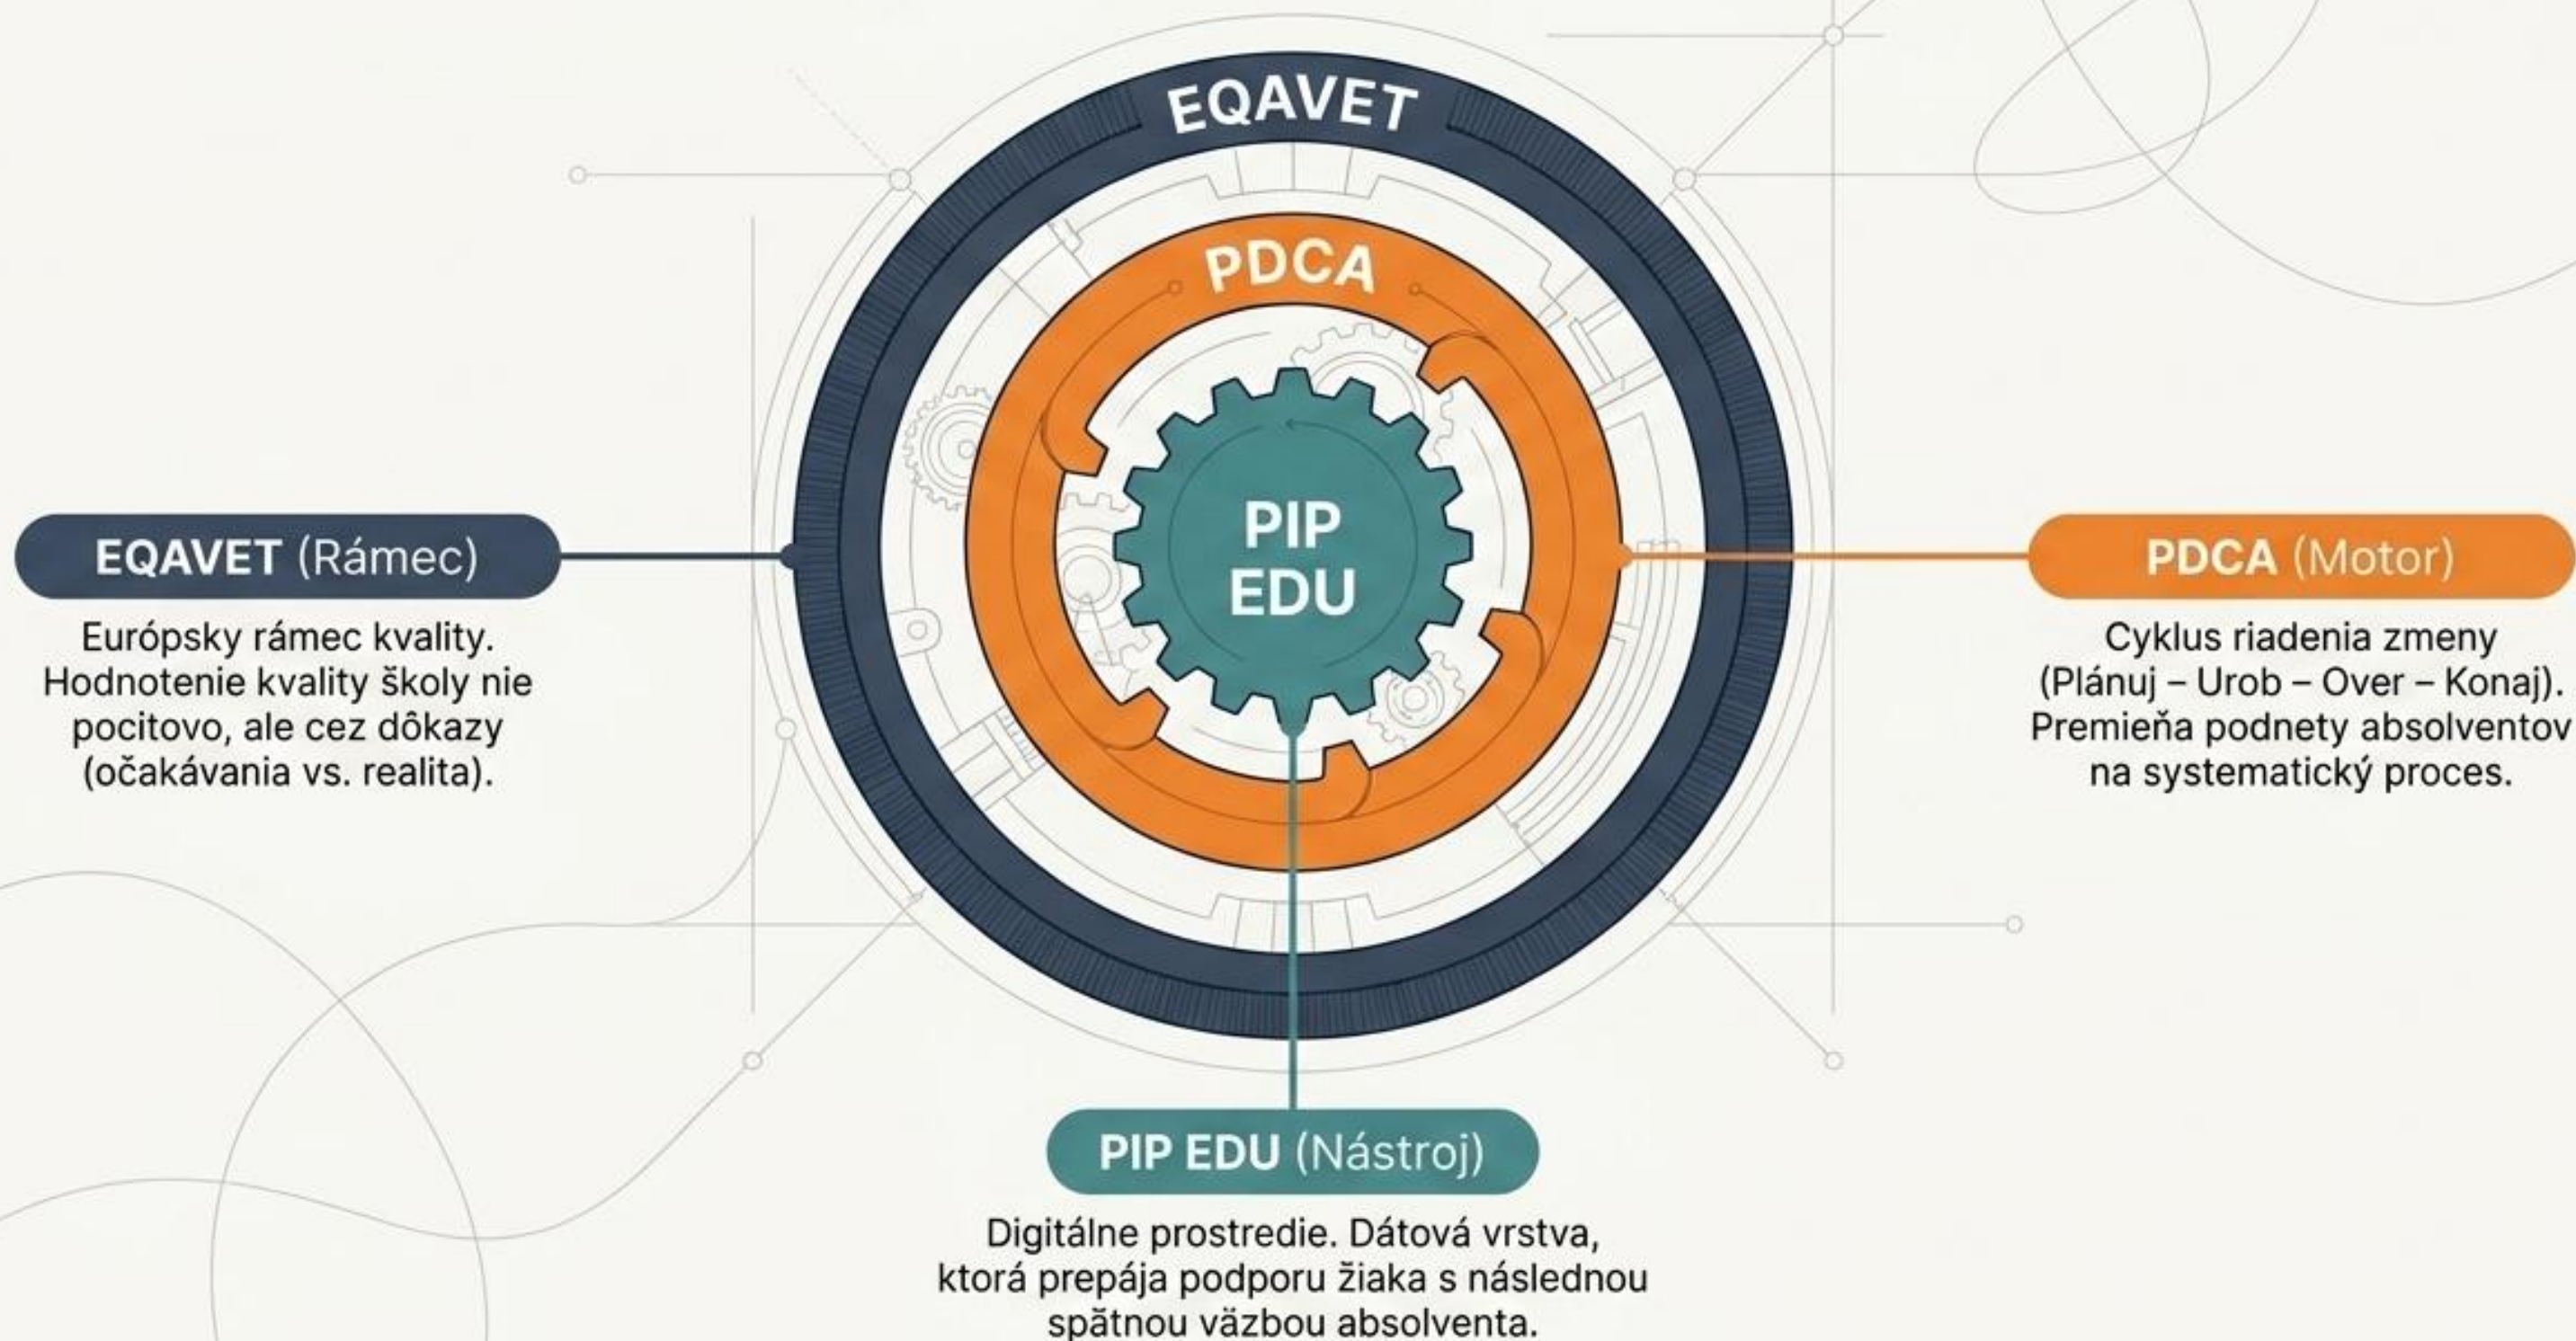 EQAVET
PDCA
PIP
EDU
EQAVET (Rámec)
Európsky rámec kvality.
Hodnotenie kvality školy nie
pocitovo, ale cez dôkazy
(očakávania vs. realita).
PDCA (Motor)
Cyklus riadenia zmeny
(Plánuj – Urob – Over – Konaj).
Premieňa podnety absolventov
na systematický proces.
PIP EDU (Nástroj)
Digitálne prostredie. Dátová vrstva,
ktorá prepája podporu žiaka s následnou
spätnou väzbou absolventa.